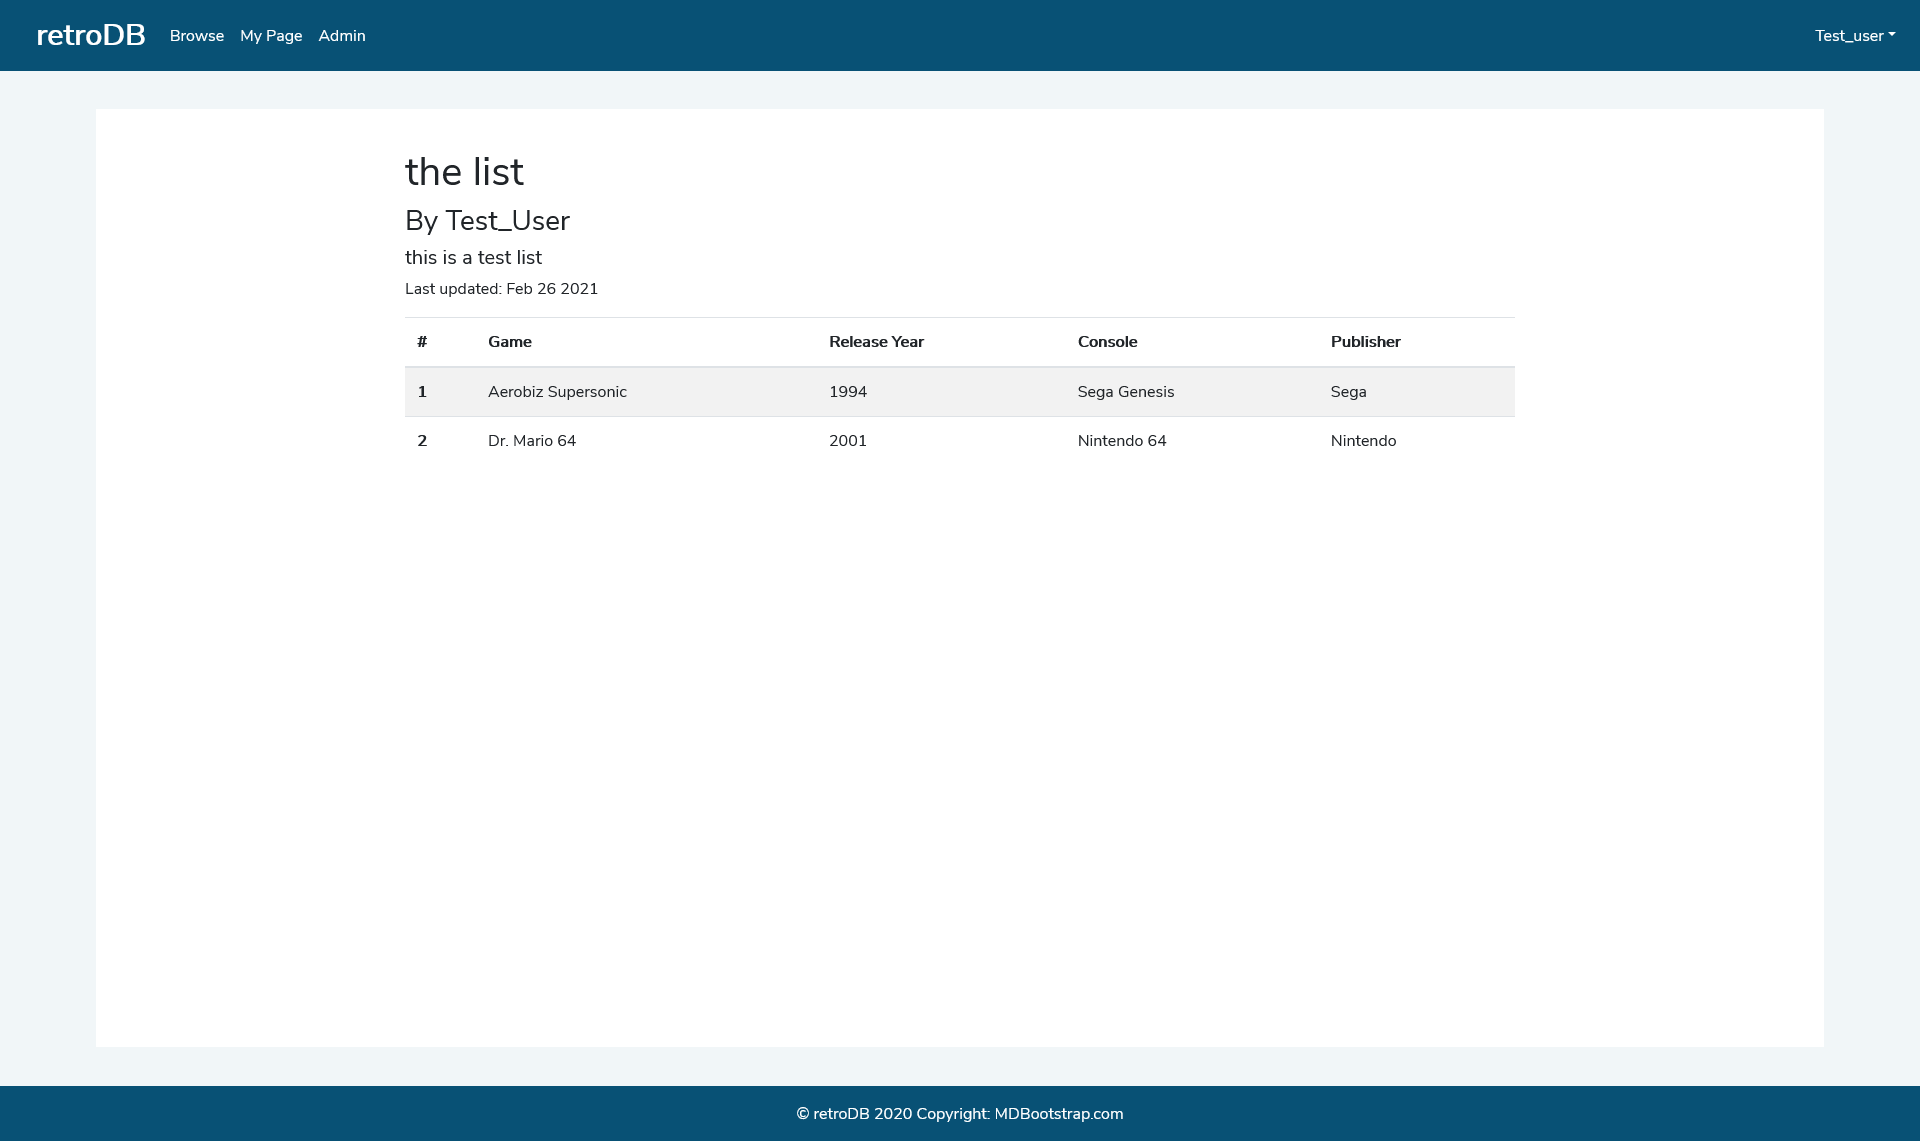 retroDB Browse My Page Admin Test_user
the list
By Test_User
this is a test list
Last updated: Feb 26 2021
# Game Release Year Console Publisher
1 Aerobiz Supersonic 1994 Sega Genesis Sega
2 Dr. Mario 64 2001 Nintendo 64 Nintendo
© retroDB 2020 Copyright: MDBootstrap.com